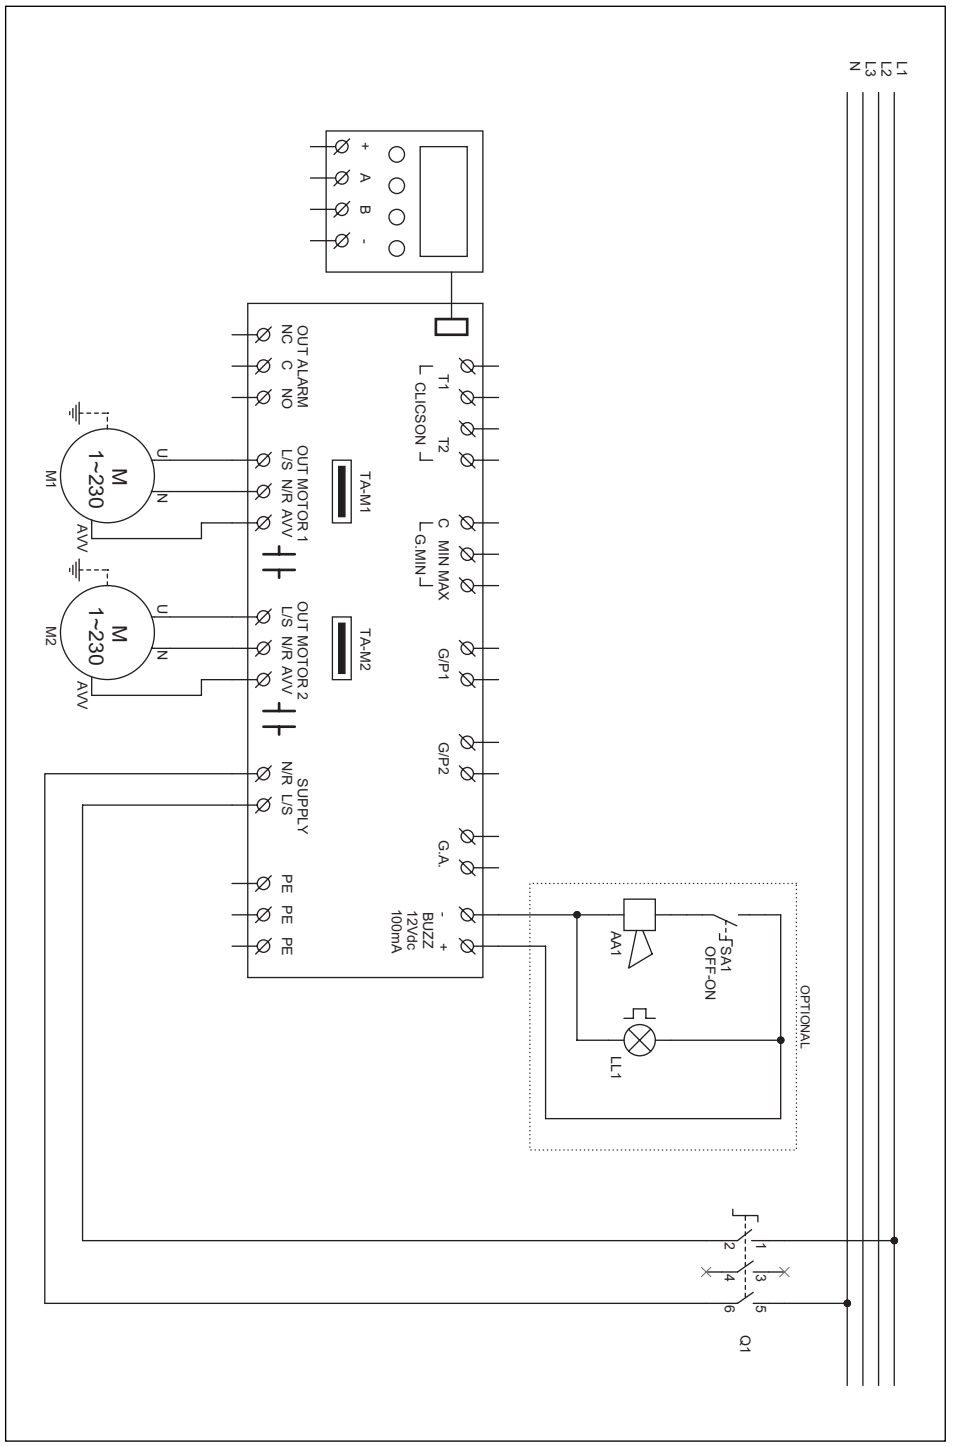 L1
L2
L3
N
+ A B -
T1 T2
CLICSON
C MIN MAX
G.MIN
G/P1
G/P2
G.A.
- +
BUZZ
12Vdc
100mA
TA-M1
TA-M2
OUT ALARM
NC C NO
OUT MOTOR 1
L/S N/R AVV
OUT MOTOR 2
L/S N/R AVV
SUPPLY
N/R L/S
PE PE PE
U N
M
1~230
AVV
M1
U N
M
1~230
AVV
M2
OPTIONAL
SA1
OFF-ON
AA1
LL1
1 3 5
2 4 6
Q1